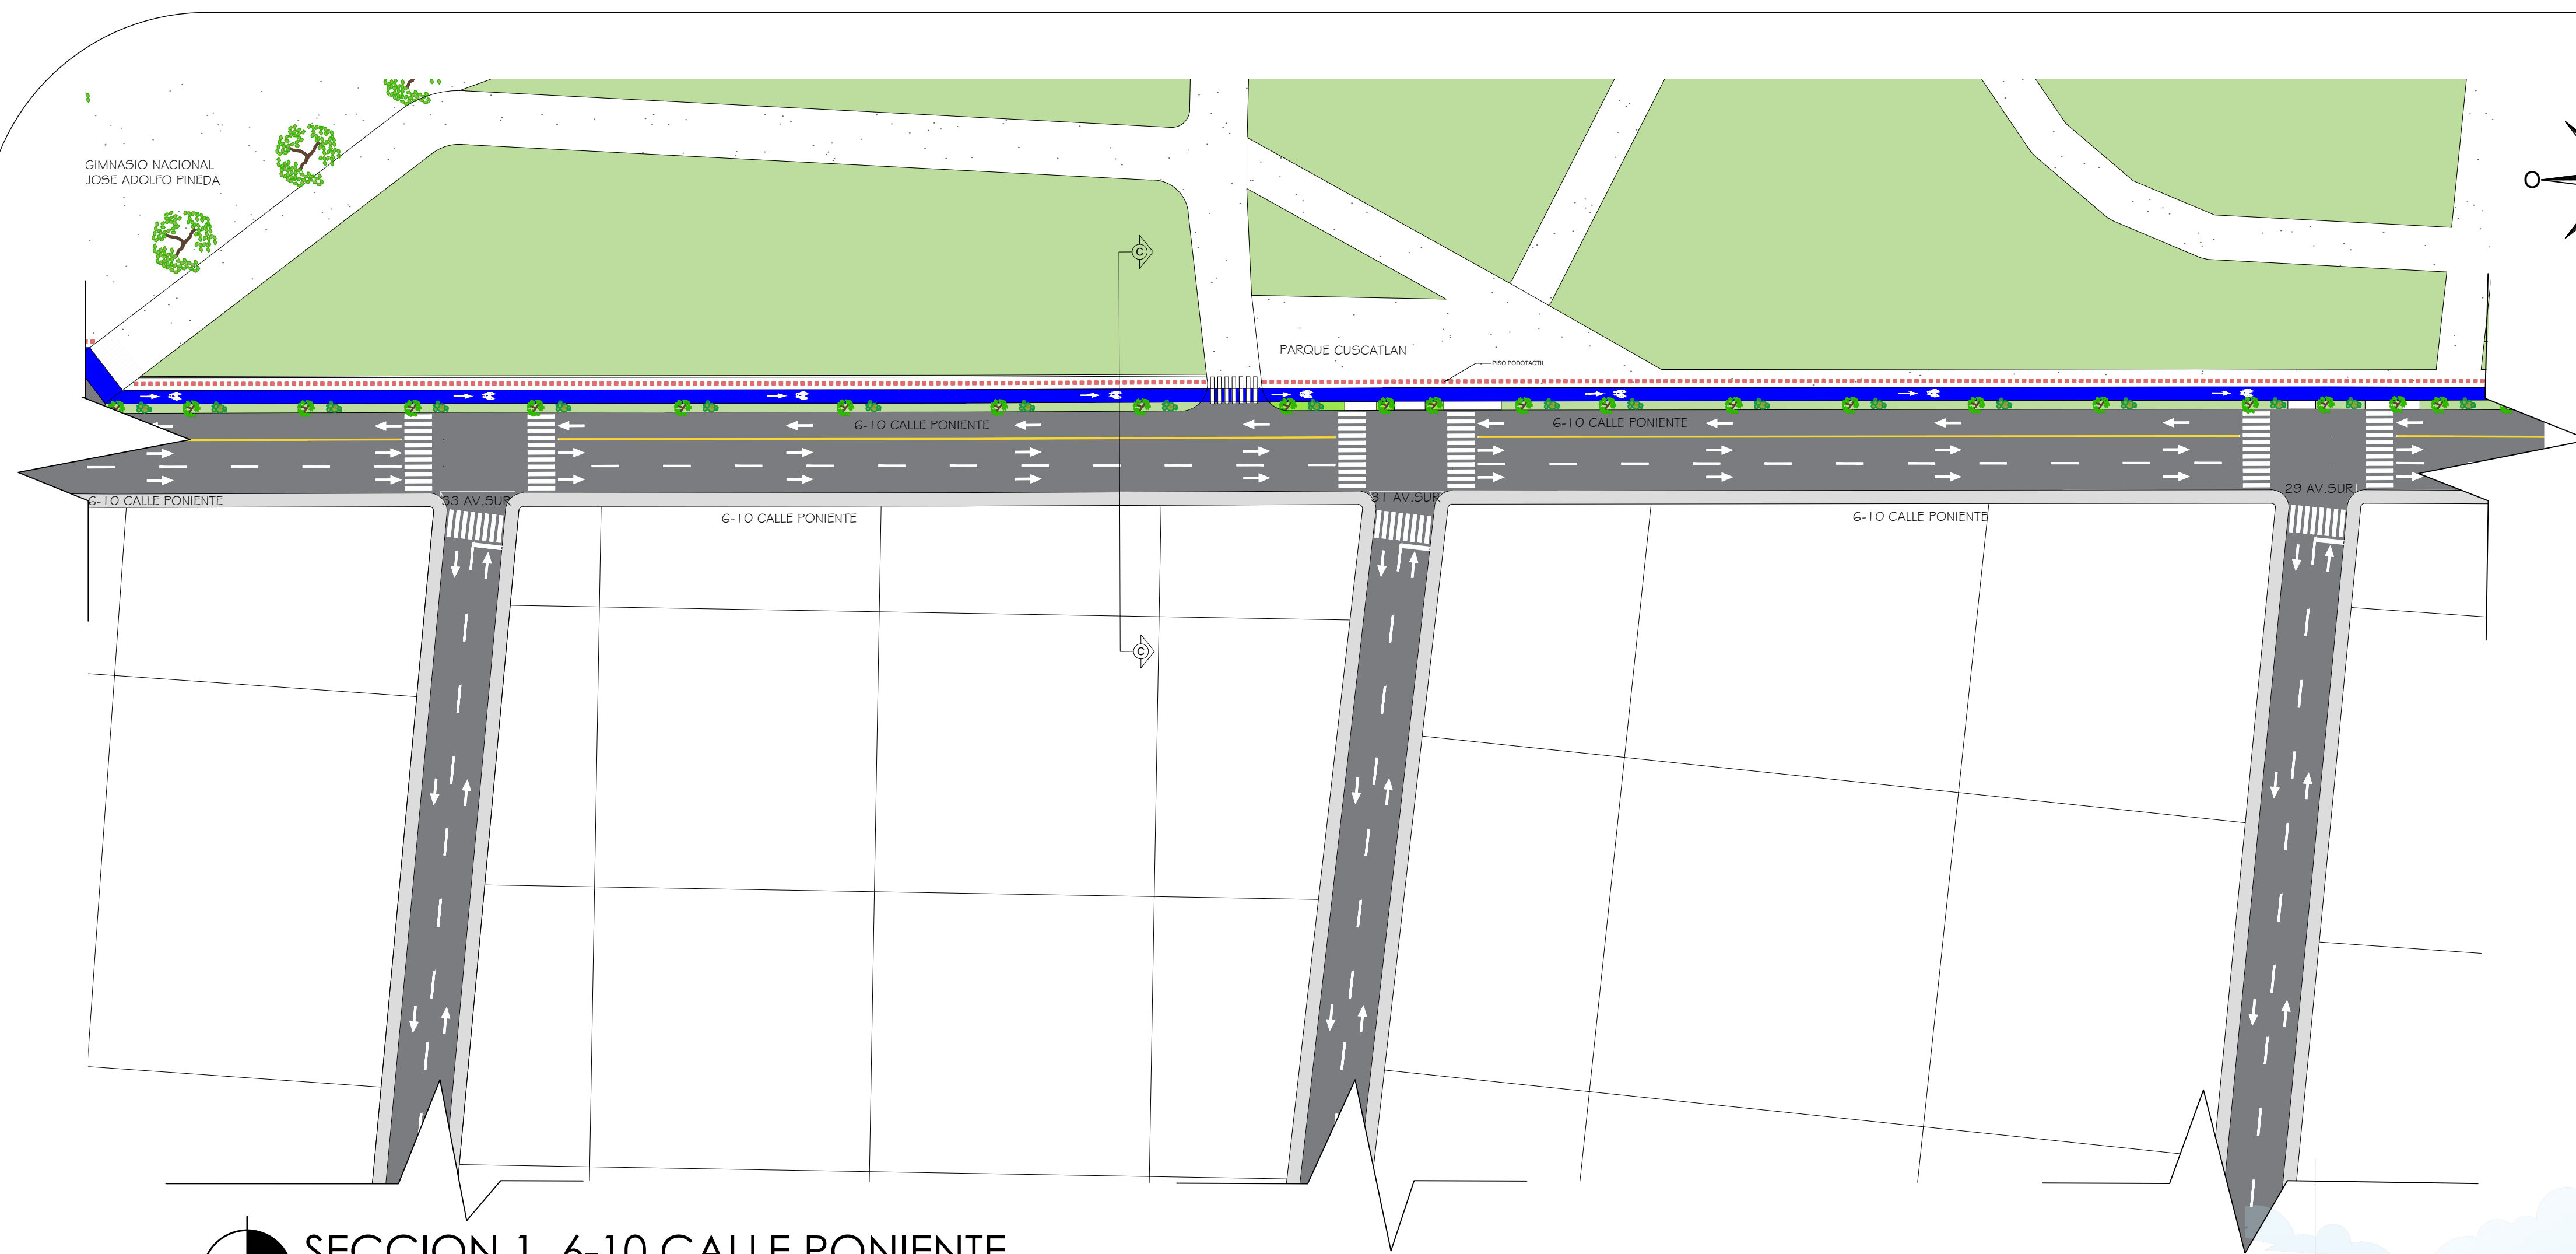 GIMNASIO NACIONAL
JOSE ADOLFO PINEDA
O
C
PARQUE CUSCATLAN
PISO PODOTACTIL
6-10 CALLE PONIENTE
6-10 CALLE PONIENTE
6-10 CALLE PONIENTE
33 AV.SUR
31 AV.SUR
29 AV.SUR
6-10 CALLE PONIENTE
6-10 CALLE PONIENTE
C
SECCION 1 6-10 CALLE PONIENTE